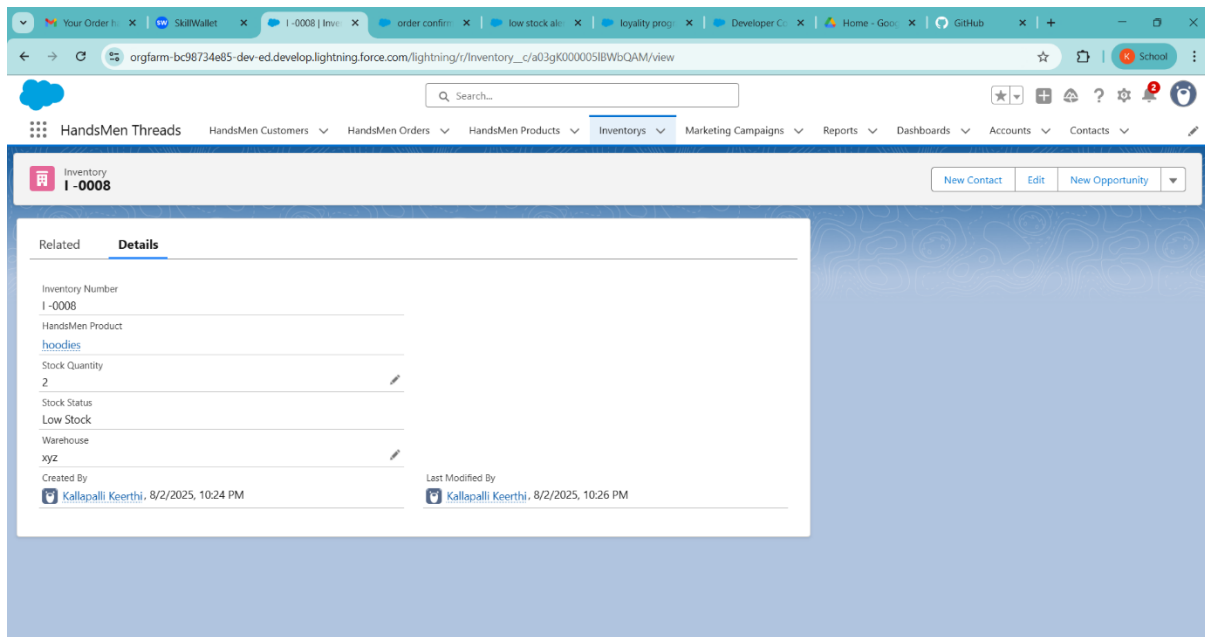 Your Order h
SkillWallet
I -0008 | Inve
order confirm
low stock ale
loyality progr
Developer Co
Home - Goog
GitHub
orgfarm-bc98734e85-dev-ed.develop.lightning.force.com/lightning/r/Inventory__c/a03gK000005lBWbQAM/view
K School
Search...
2
HandsMen Threads HandsMen Customers HandsMen Orders HandsMen Products Inventorys Marketing Campaigns Reports Dashboards Accounts Contacts
Inventory
I -0008
New Contact Edit New Opportunity
Related Details
Inventory Number
I -0008
HandsMen Product
hoodies
Stock Quantity
2
Stock Status
Low Stock
Warehouse
xyz
Created By Last Modified By
Kallapalli Keerthi, 8/2/2025, 10:24 PM Kallapalli Keerthi, 8/2/2025, 10:26 PM